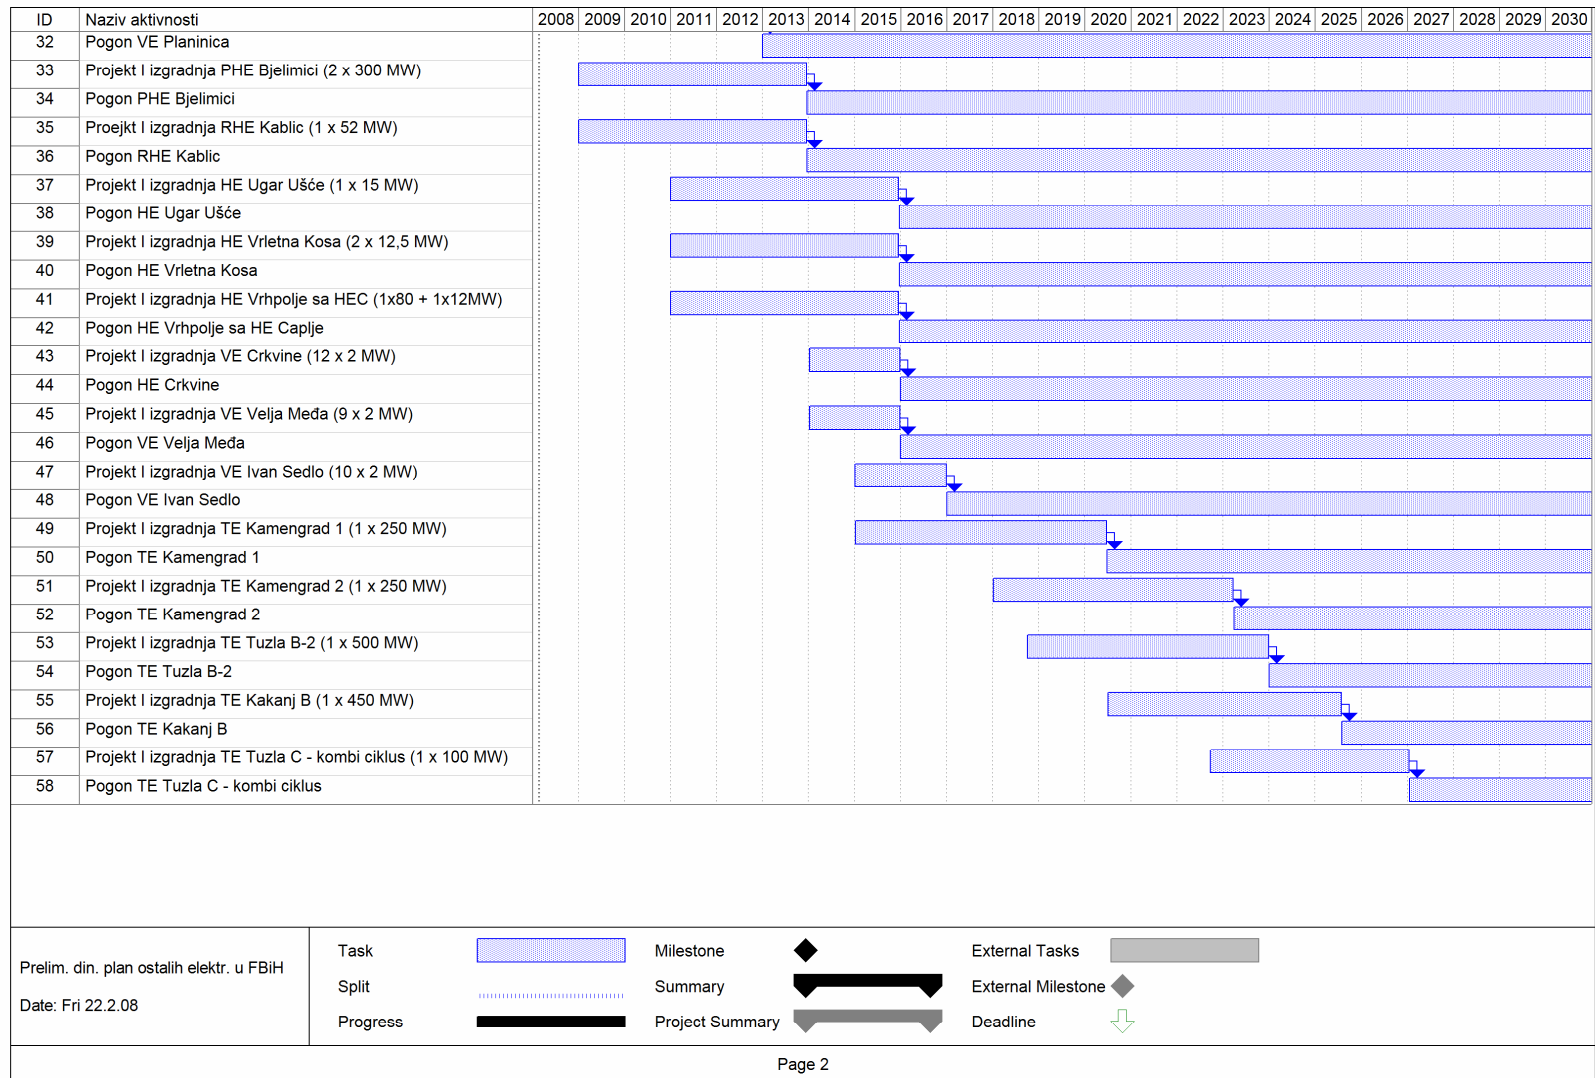 ID Naziv aktivnosti 2008 2009 2010 2011 2012 2013 2014 2015 2016 2017 2018 2019 2020 2021 2022 2023 2024 2025 2026 2027 2028 2029 2030
32 Pogon VE Planinica
33 Projekt I izgradnja PHE Bjelimici (2 x 300 MW)
34 Pogon PHE Bjelimici
35 Proejkt I izgradnja RHE Kablic (1 x 52 MW)
36 Pogon RHE Kablic
37 Projekt I izgradnja HE Ugar Ušće (1 x 15 MW)
38 Pogon HE Ugar Ušće
39 Projekt I izgradnja HE Vrletna Kosa (2 x 12,5 MW)
40 Pogon HE Vrletna Kosa
41 Projekt I izgradnja HE Vrhpolje sa HEC (1x80 + 1x12MW)
42 Pogon HE Vrhpolje sa HE Caplje
43 Projekt I izgradnja VE Crkvine (12 x 2 MW)
44 Pogon HE Crkvine
45 Projekt I izgradnja VE Velja Međa (9 x 2 MW)
46 Pogon VE Velja Međa
47 Projekt I izgradnja VE Ivan Sedlo (10 x 2 MW)
48 Pogon VE Ivan Sedlo
49 Projekt I izgradnja TE Kamengrad 1 (1 x 250 MW)
50 Pogon TE Kamengrad 1
51 Projekt I izgradnja TE Kamengrad 2 (1 x 250 MW)
52 Pogon TE Kamengrad 2
53 Projekt I izgradnja TE Tuzla B-2 (1 x 500 MW)
54 Pogon TE Tuzla B-2
55 Projekt I izgradnja TE Kakanj B (1 x 450 MW)
56 Pogon TE Kakanj B
57 Projekt I izgradnja TE Tuzla C - kombi ciklus (1 x 100 MW)
58 Pogon TE Tuzla C - kombi ciklus
Prelim. din. plan ostalih elektr. u FBiH
Date: Fri 22.2.08
Task Milestone External Tasks
Split Summary External Milestone
Progress Project Summary Deadline
Page 2